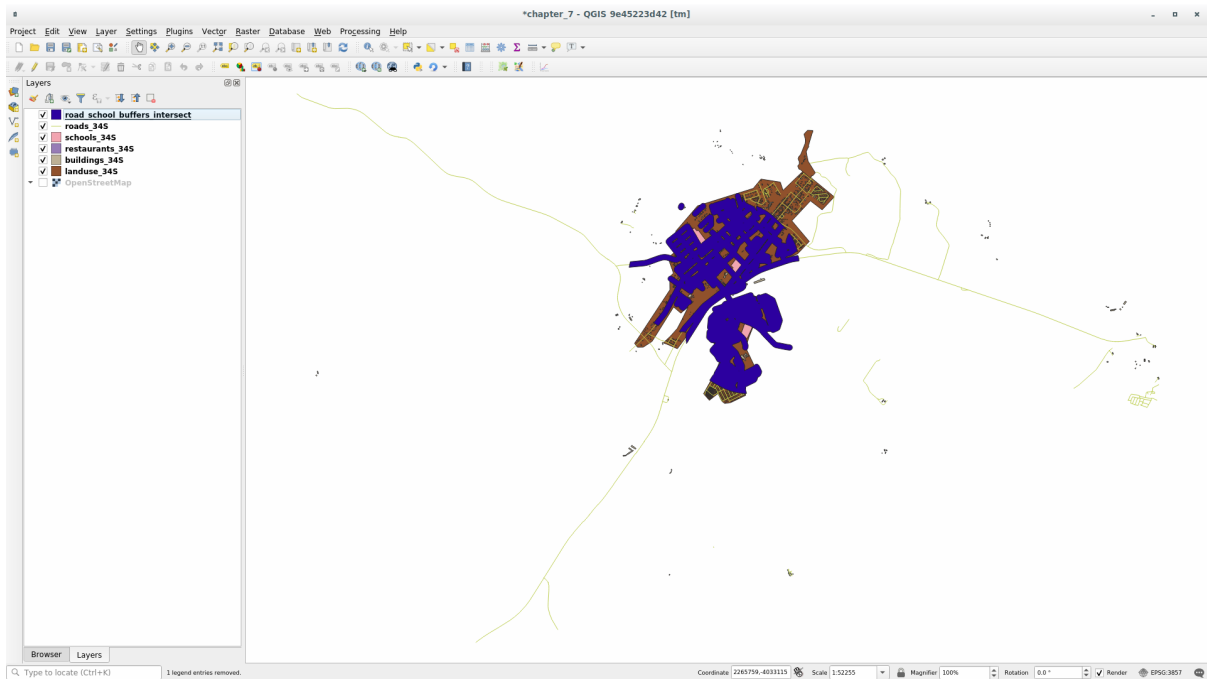 *chapter_7 - QGIS 9e45223d42 [tm]
Project Edit View Layer Settings Plugins Vector Raster Database Web Processing Help
Layers
road_school_buffers_intersect
roads_34S
schools_34S
restaurants_34S
buildings_34S
landuse_34S
OpenStreetMap
Browser Layers
Type to locate (Ctrl+K) 1 legend entries removed. Coordinate 2265759,-4033115 Scale 1:52255 Magnifier 100% Rotation 0.0 ° Render EPSG:3857